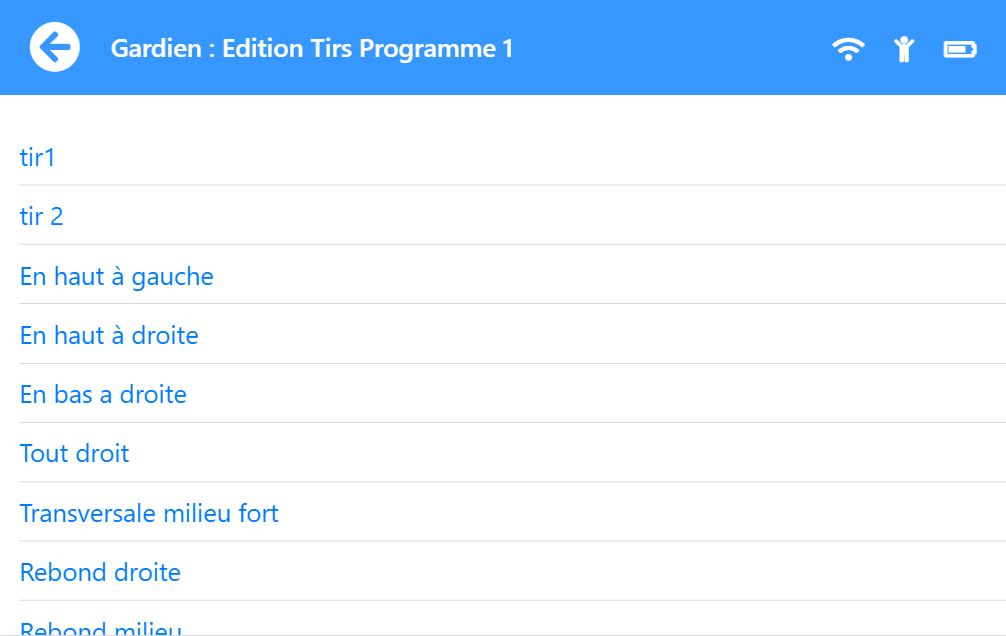 Gardien : Edition Tirs Programme 1
tir1
tir 2
En haut à gauche
En haut à droite
En bas a droite
Tout droit
Transversale milieu fort
Rebond droite
Rebond milieu